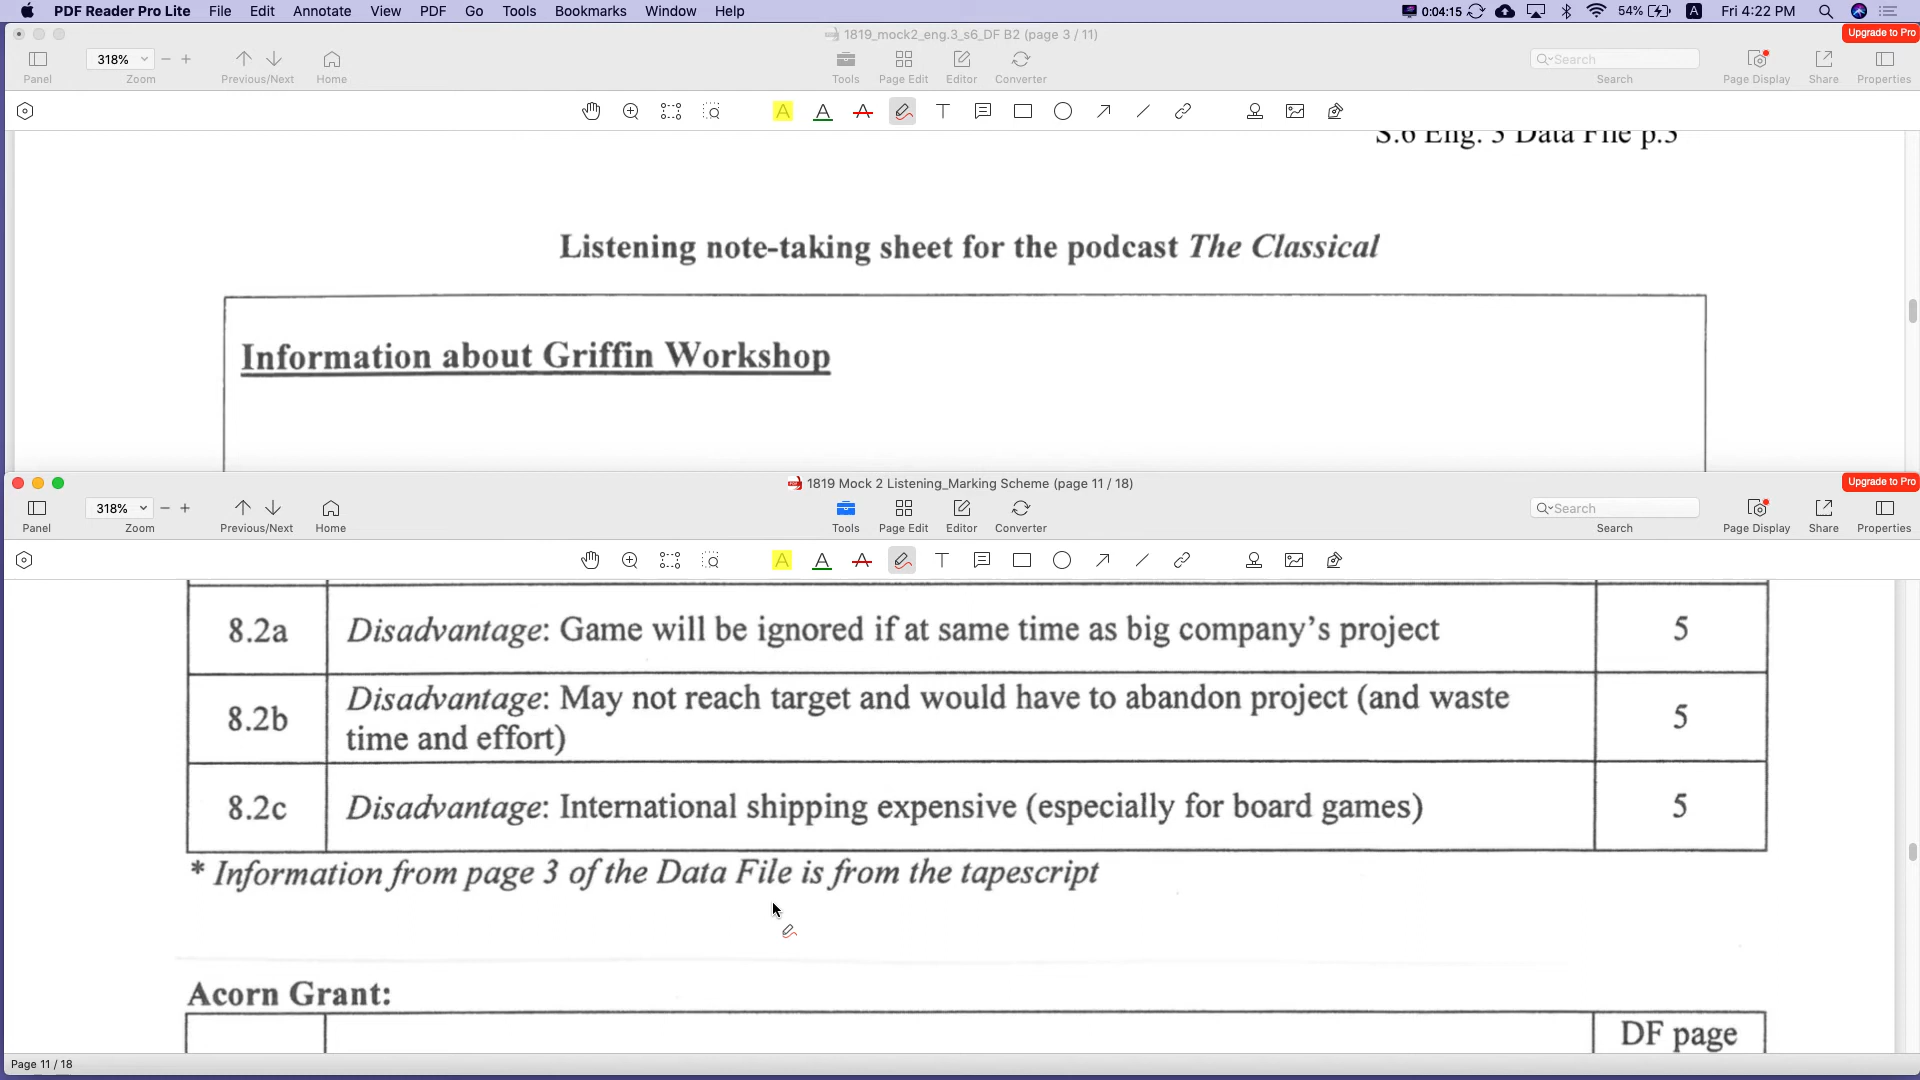 PDF Reader Pro Lite File Edit Annotate View PDF Go Tools Bookmarks Window Help 0:04:15 54% A Fri 4:22 PM
1819_mock2_eng.3_s6_DF B2 (page 3 / 11) Upgrade to Pro
318% Search
Panel Zoom Previous/Next Home Tools Page Edit Editor Converter Search Page Display Share Properties
A A A T
S.6 Eng. 3 Data File p.3
Listening note-taking sheet for the podcast The Classical
Information about Griffin Workshop
1819 Mock 2 Listening_Marking Scheme (page 11 / 18) Upgrade to Pro
318% Search
Panel Zoom Previous/Next Home Tools Page Edit Editor Converter Search Page Display Share Properties
A A A T
8.2a Disadvantage: Game will be ignored if at same time as big company's project 5
8.2b Disadvantage: May not reach target and would have to abandon project (and waste
time and effort) 5
8.2c Disadvantage: International shipping expensive (especially for board games) 5
* Information from page 3 of the Data File is from the tapescript
Acorn Grant:
DF page
Page 11 / 18